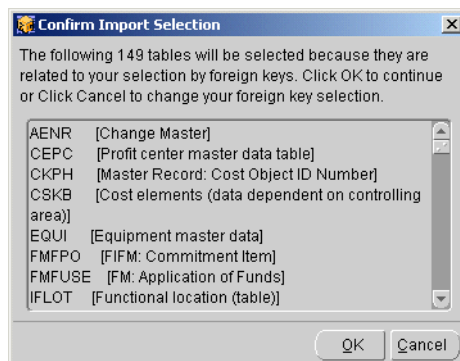 Confirm Import Selection
The following 149 tables will be selected because they are
related to your selection by foreign keys. Click OK to continue
or Click Cancel to change your foreign key selection.
AENR [Change Master]
CEPC [Profit center master data table]
CKPH [Master Record: Cost Object ID Number]
CSKB [Cost elements (data dependent on controlling
area)]
EQUI [Equipment master data]
FMFPO [FIFM: Commitment Item]
FMFUSE [FM: Application of Funds]
IFLOT [Functional location (table)]
OK Cancel